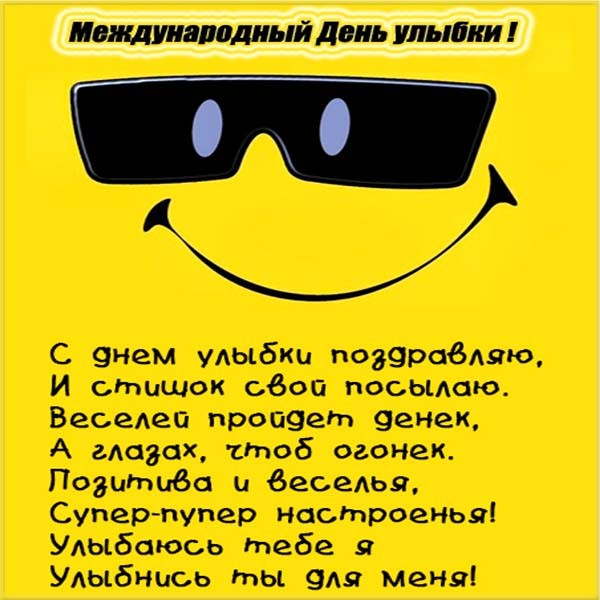 Международный День улыбки !
С днем улыбки поздравляю,
И стишок свой посылаю.
Веселей пройдет денек,
А глазах, чтоб огонек.
Позитива и веселья,
Супер-пупер настроенья!
Улыбаюсь тебе я
Улыбнись ты для меня!